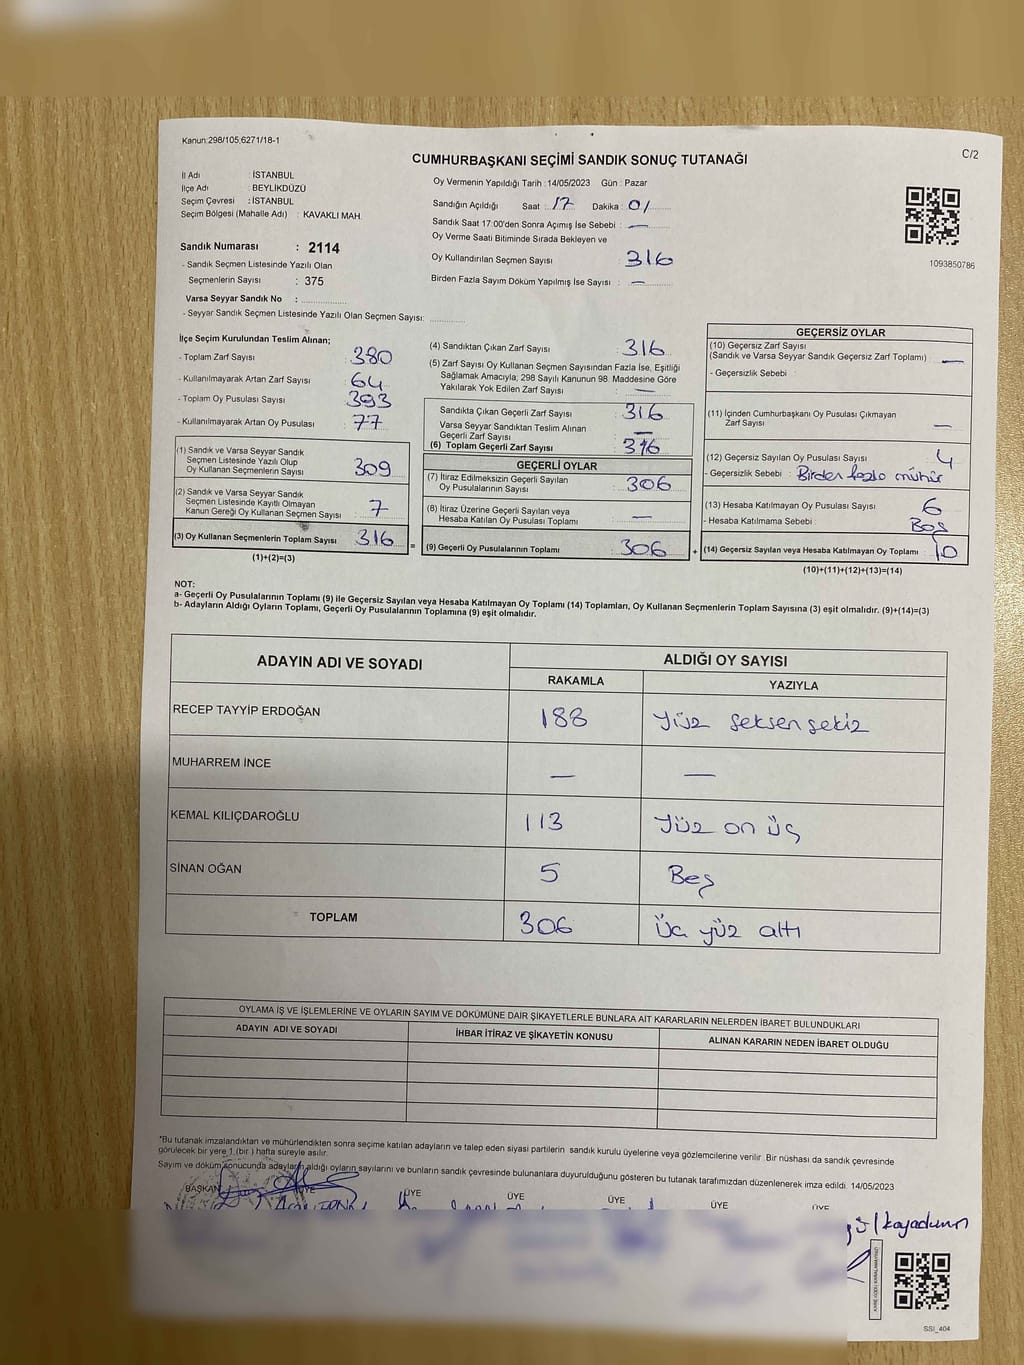 Kanun:298/105,6271/18-1
C/2
CUMHURBAŞKANI SEÇİMİ SANDIK SONUÇ TUTANAĞI
İl Adı : İSTANBUL
İlçe Adı : BEYLİKDÜZÜ
Seçim Çevresi : İSTANBUL
Seçim Bölgesi (Mahalle Adı) : KAVAKLI MAH.
Sandık Numarası : 2114
- Sandık Seçmen Listesinde Yazılı Olan
Seçmenlerin Sayısı : 375
Varsa Seyyar Sandık No :
- Seyyar Sandık Seçmen Listesinde Yazılı Olan Seçmen Sayısı:
Oy Vermenin Yapıldığı Tarih : 14/05/2023 Gün : Pazar
Sandığın Açıldığı Saat : 17 Dakika : 01
Sandık Saat 17:00'den Sonra Açımış İse Sebebi : —
Oy Verme Saati Bitiminde Sırada Bekleyen ve
Oy Kullandırılan Seçmen Sayısı : 316
Birden Fazla Sayım Döküm Yapılmış İse Sayısı : —
1093850786
İlçe Seçim Kurulundan Teslim Alınan;
- Toplam Zarf Sayısı : 380
- Kullanılmayarak Artan Zarf Sayısı : 64
- Toplam Oy Pusulası Sayısı : 393
- Kullanılmayarak Artan Oy Pusulası : 77
(1) Sandık ve Varsa Seyyar Sandık
Seçmen Listesinde Yazılı Olup
Oy Kullanan Seçmenlerin Sayısı : 309
(2) Sandık ve Varsa Seyyar Sandık
Seçmen Listesinde Kayıtlı Olmayan
Kanun Gereği Oy Kullanan Seçmen Sayısı : 7
(3) Oy Kullanan Seçmenlerin Toplam Sayısı : 316
(1)+(2)=(3)
=
(4) Sandıktan Çıkan Zarf Sayısı : 316
(5) Zarf Sayısı Oy Kullanan Seçmen Sayısından Fazla İse, Eşitliği
Sağlamak Amacıyla; 298 Sayılı Kanunun 98. Maddesine Göre
Yakılarak Yok Edilen Zarf Sayısı : —
Sandıkta Çıkan Geçerli Zarf Sayısı : 316
Varsa Seyyar Sandıktan Teslim Alınan
Geçerli Zarf Sayısı : —
(6) Toplam Geçerli Zarf Sayısı : 316
GEÇERLİ OYLAR
(7) İtiraz Edilmeksizin Geçerli Sayılan
Oy Pusulalarının Sayısı : 306
(8) İtiraz Üzerine Geçerli Sayılan veya
Hesaba Katılan Oy Pusulası Toplamı : —
(9) Geçerli Oy Pusulalarının Toplamı : 306
+
GEÇERSİZ OYLAR
(10) Geçersiz Zarf Sayısı
(Sandık ve Varsa Seyyar Sandık Geçersiz Zarf Toplamı) : —
- Geçersizlik Sebebi :
(11) İçinden Cumhurbaşkanı Oy Pusulası Çıkmayan
Zarf Sayısı : —
(12) Geçersiz Sayılan Oy Pusulası Sayısı : 4
- Geçersizlik Sebebi : Birden fazla mühür
(13) Hesaba Katılmayan Oy Pusulası Sayısı : 6
- Hesaba Katılmama Sebebi : Boş
(14) Geçersiz Sayılan veya Hesaba Katılmayan Oy Toplamı : 10
(10)+(11)+(12)+(13)=(14)
NOT:
a- Geçerli Oy Pusulalarının Toplamı (9) ile Geçersiz Sayılan veya Hesaba Katılmayan Oy Toplamı (14) Toplamları, Oy Kullanan Seçmenlerin Toplam Sayısına (3) eşit olmalıdır. (9)+(14)=(3)
b- Adayların Aldığı Oyların Toplamı, Geçerli Oy Pusulalarının Toplamına (9) eşit olmalıdır.
ADAYIN ADI VE SOYADI
ALDIĞI OY SAYISI
RAKAMLA YAZIYLA
RECEP TAYYİP ERDOĞAN 188 Yüz seksen sekiz
MUHARREM İNCE — —
KEMAL KILIÇDAROĞLU 113 Yüz on üç
SİNAN OĞAN 5 Beş
TOPLAM 306 Üç yüz altı
OYLAMA İŞ VE İŞLEMLERİNE VE OYLARIN SAYIM VE DÖKÜMÜNE DAİR ŞİKAYETLERLE BUNLARA AİT KARARLARIN NELERDEN İBARET BULUNDUKLARI
ADAYIN ADI VE SOYADI İHBAR İTİRAZ VE ŞİKAYETİN KONUSU ALINAN KARARIN NEDEN İBARET OLDUĞU
*Bu tutanak imzalandıktan ve mühürlendikten sonra seçime katılan adayların ve talep eden siyasi partilerin sandık kurulu üyelerine veya gözlemcilerine verilir. Bir nüshası da sandık çevresinde
görülecek bir yere 1 (bir ) hafta süreyle asılır.
Sayım ve döküm sonucunda adayların aldığı oyların sayılarını ve bunların sandık çevresinde bulunanlara duyurulduğunu gösteren bu tutanak tarafımızdan düzenlenerek imza edildi. 14/05/2023
BAŞKAN ÜYE ÜYE ÜYE ÜYE ÜYE ÜYE
SSI_404